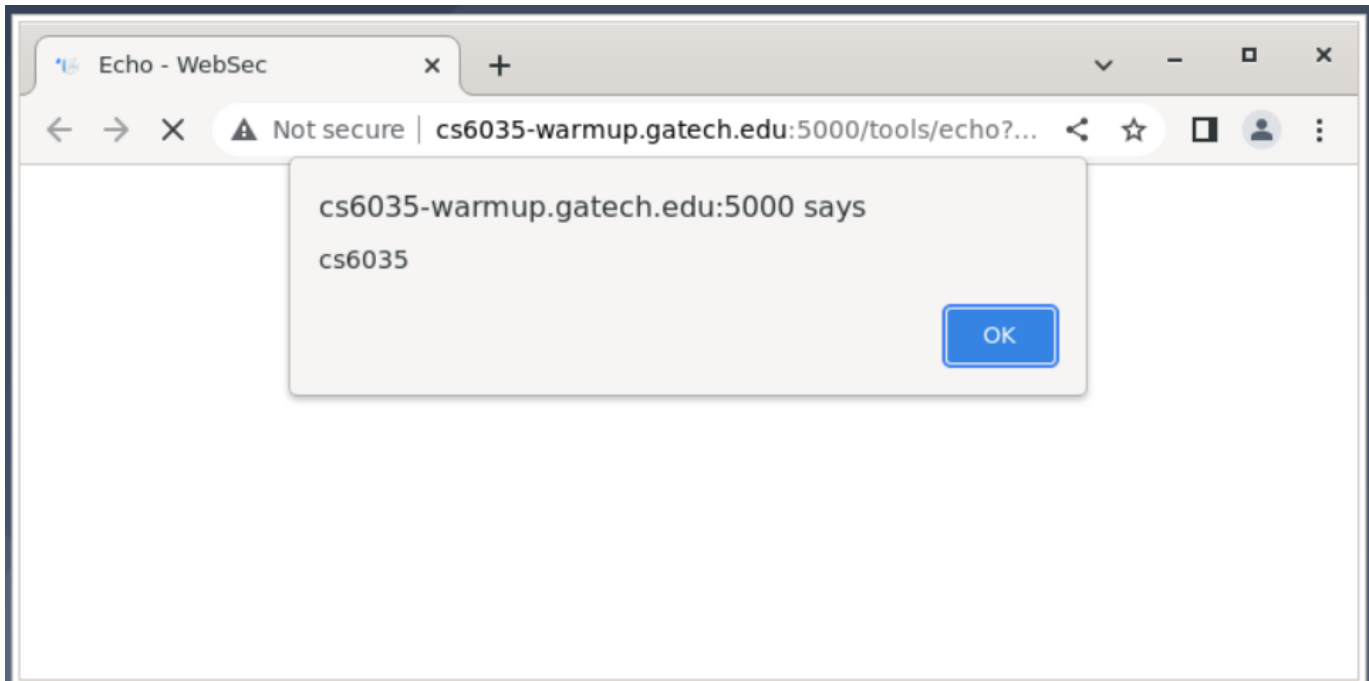 Echo - WebSec
Not secure | cs6035-warmup.gatech.edu:5000/tools/echo?...
cs6035-warmup.gatech.edu:5000 says
cs6035
OK